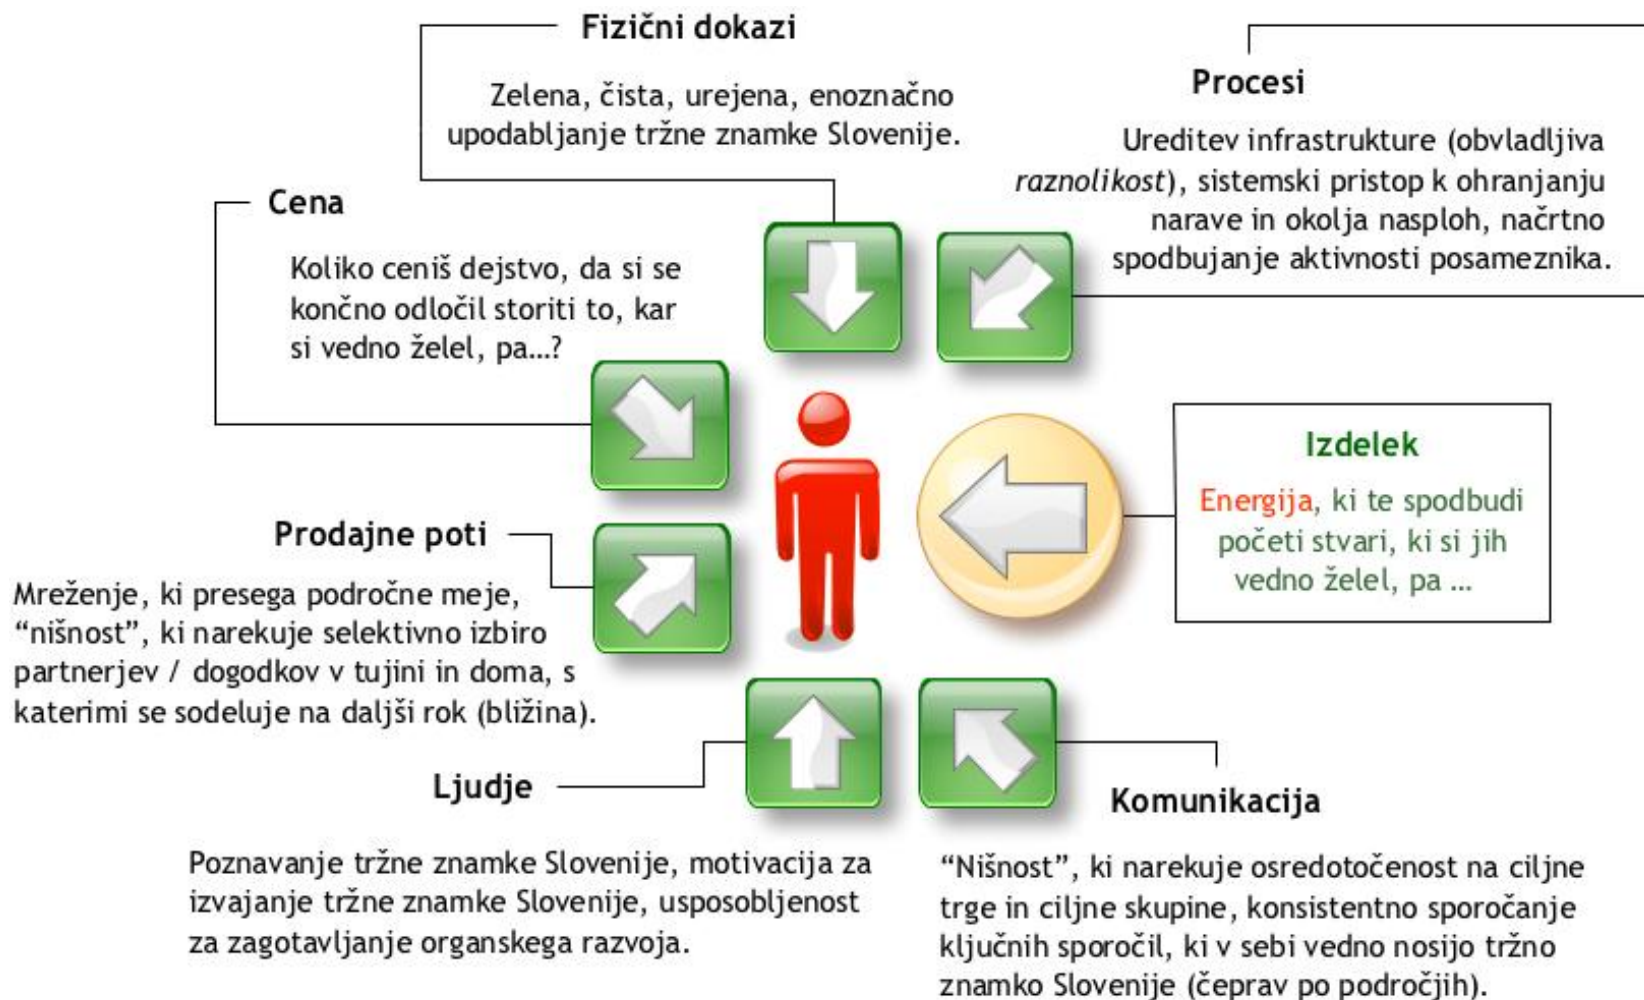 Fizični dokazi
Zelena, čista, urejena, enoznačno
upodabljanje tržne znamke Slovenije.
Procesi
Ureditev infrastrukture (obvladljiva
raznolikost), sistemski pristop k ohranjanju
narave in okolja nasploh, načrtno
spodbujanje aktivnosti posameznika.
Cena
Koliko ceniš dejstvo, da si se
končno odločil storiti to, kar
si vedno želel, pa…?
Izdelek
Energija, ki te spodbudi
početi stvari, ki si jih
vedno želel, pa …
Prodajne poti
Mreženje, ki presega področne meje,
“nišnost”, ki narekuje selektivno izbiro
partnerjev / dogodkov v tujini in doma, s
katerimi se sodeluje na daljši rok (bližina).
Ljudje
Poznavanje tržne znamke Slovenije, motivacija za
izvajanje tržne znamke Slovenije, usposobljenost
za zagotavljanje organskega razvoja.
Komunikacija
“Nišnost”, ki narekuje osredotočenost na ciljne
trge in ciljne skupine, konsistentno sporočanje
ključnih sporočil, ki v sebi vedno nosijo tržno
znamko Slovenije (čeprav po področjih).